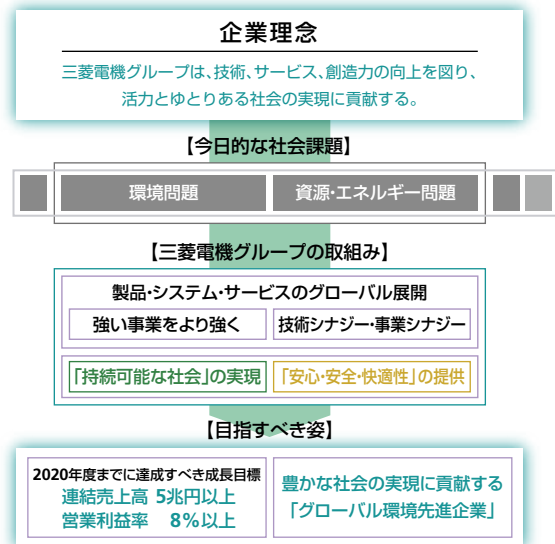 企業理念
三菱電機グループは、技術、サービス、創造力の向上を図り、
活力とゆとりある社会の実現に貢献する。
【今日的な社会課題】
環境問題
資源・エネルギー問題
【三菱電機グループの取組み】
製品・システム・サービスのグローバル展開
強い事業をより強く
技術シナジー・事業シナジー
「持続可能な社会」の実現
「安心・安全・快適性」の提供
【目指すべき姿】
2020年度までに達成すべき成長目標
連結売上高 5兆円以上
営業利益率 8%以上
豊かな社会の実現に貢献する
「グローバル環境先進企業」